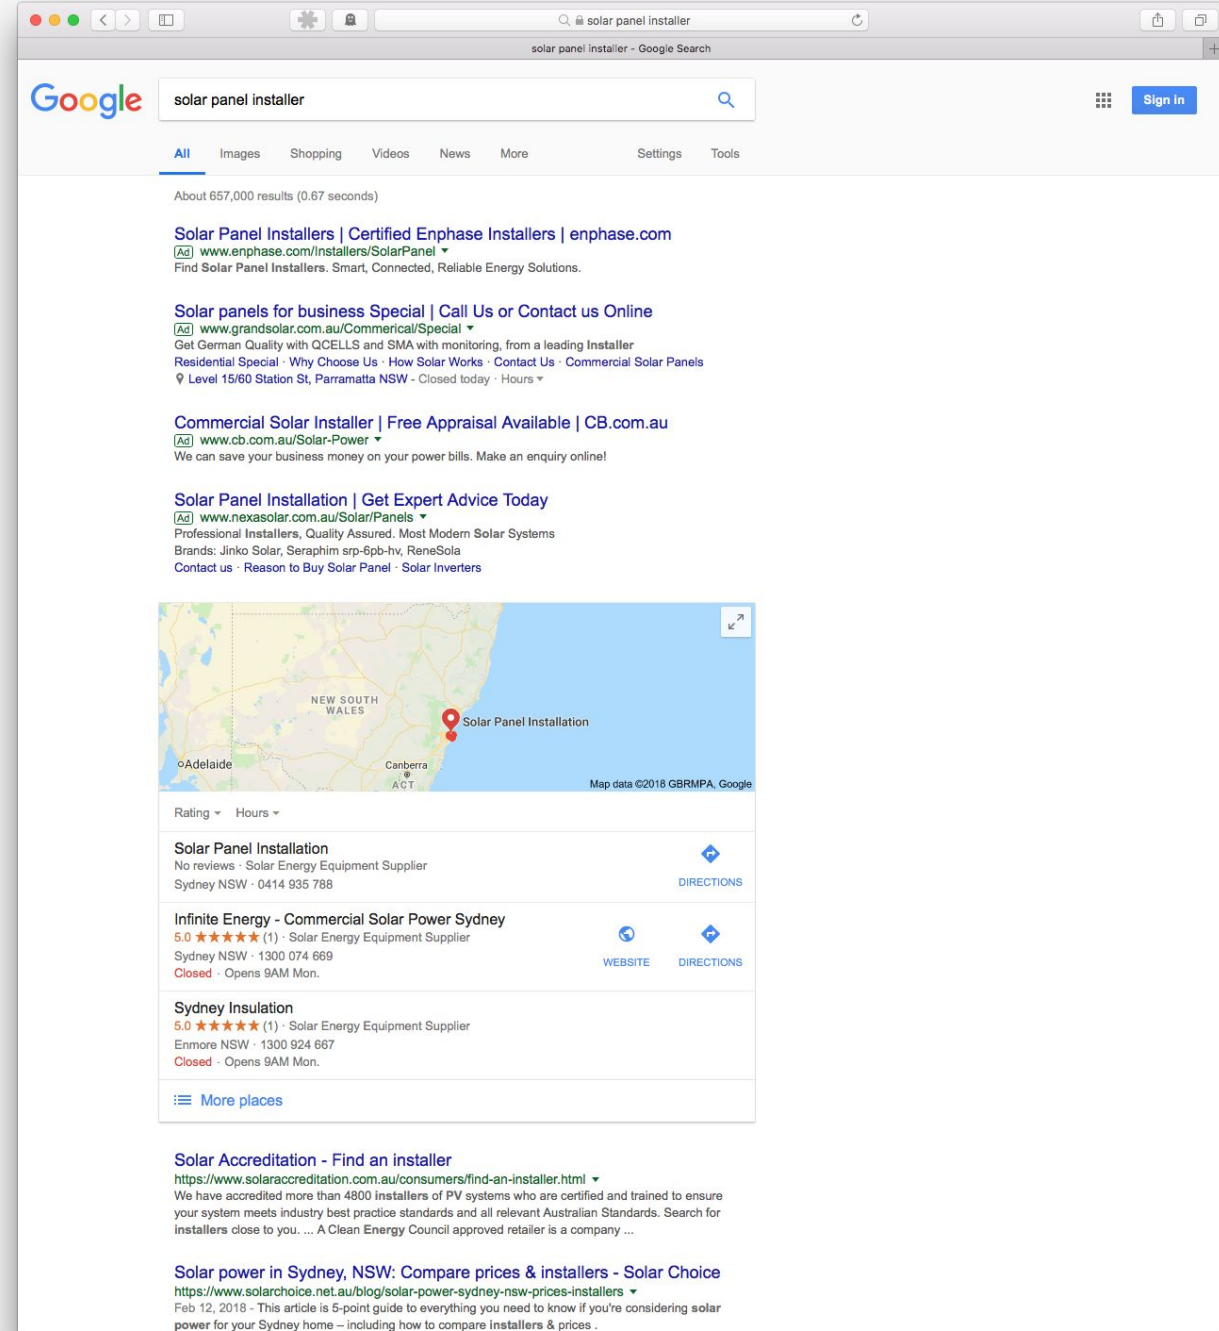 solar panel installer
solar panel installer - Google Search
Google
solar panel installer
Sign in
All Images Shopping Videos News More Settings Tools
About 657,000 results (0.67 seconds)
Solar Panel Installers | Certified Enphase Installers | enphase.com
Ad www.enphase.com/Installers/SolarPanel
Find Solar Panel Installers. Smart, Connected, Reliable Energy Solutions.
Solar panels for business Special | Call Us or Contact us Online
Ad www.grandsolar.com.au/Commerical/Special
Get German Quality with QCELLS and SMA with monitoring, from a leading Installer
Residential Special · Why Choose Us · How Solar Works · Contact Us · Commercial Solar Panels
Level 15/60 Station St, Parramatta NSW - Closed today · Hours
Commercial Solar Installer | Free Appraisal Available | CB.com.au
Ad www.cb.com.au/Solar-Power
We can save your business money on your power bills. Make an enquiry online!
Solar Panel Installation | Get Expert Advice Today
Ad www.nexasolar.com.au/Solar/Panels
Professional Installers, Quality Assured. Most Modern Solar Systems
Brands: Jinko Solar, Seraphim srp-6pb-hv, ReneSola
Contact us · Reason to Buy Solar Panel · Solar Inverters
NEW SOUTH
WALES
Solar Panel Installation
Adelaide
Canberra
ACT
Map data ©2018 GBRMPA, Google
Rating Hours
Solar Panel Installation
No reviews · Solar Energy Equipment Supplier
Sydney NSW · 0414 935 788
DIRECTIONS
Infinite Energy - Commercial Solar Power Sydney
5.0 ★★★★★ (1) · Solar Energy Equipment Supplier
Sydney NSW · 1300 074 669
Closed · Opens 9AM Mon.
WEBSITE DIRECTIONS
Sydney Insulation
5.0 ★★★★★ (1) · Solar Energy Equipment Supplier
Enmore NSW · 1300 924 667
Closed · Opens 9AM Mon.
More places
Solar Accreditation - Find an installer
https://www.solaraccreditation.com.au/consumers/find-an-installer.html
We have accredited more than 4800 installers of PV systems who are certified and trained to ensure
your system meets industry best practice standards and all relevant Australian Standards. Search for
installers close to you. ... A Clean Energy Council approved retailer is a company ...
Solar power in Sydney, NSW: Compare prices & installers - Solar Choice
https://www.solarchoice.net.au/blog/solar-power-sydney-nsw-prices-installers
Feb 12, 2018 - This article is 5-point guide to everything you need to know if you're considering solar
power for your Sydney home – including how to compare installers & prices .